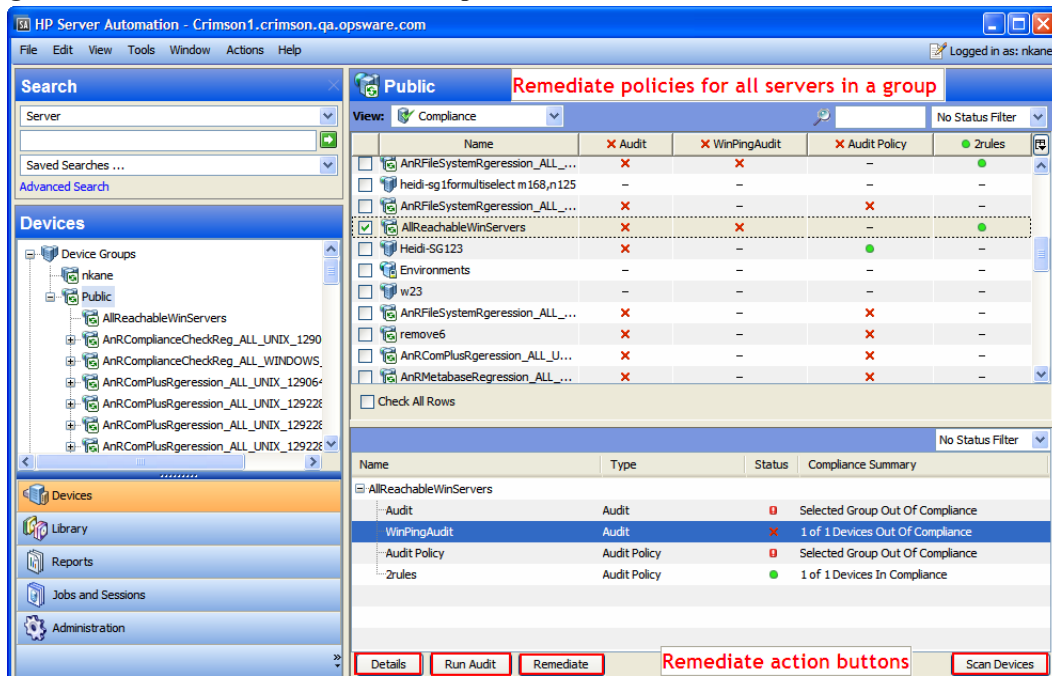 HP Server Automation - Crimson1.crimson.qa.opsware.com
File Edit View Tools Window Actions Help
Logged in as: nkane
Search
Server
Saved Searches ...
Advanced Search
Devices
Device Groups
nkane
Public
AllReachableWinServers
AnRComplianceCheckReg_ALL_UNIX_1290
AnRComplianceCheckReg_ALL_WINDOWS_
AnRComPlusRgeression_ALL_UNIX_12906
AnRComPlusRgeression_ALL_UNIX_129228
AnRComPlusRgeression_ALL_UNIX_129228
AnRComPlusRgeression_ALL_UNIX_129228
Devices
Library
Reports
Jobs and Sessions
Administration
Public
Remediate policies for all servers in a group
View: Compliance No Status Filter
Name Audit WinPingAudit Audit Policy 2rules
AnRFileSystemRgeression_ALL_...
heidi-sg1formultiselect m168,n125
AnRFileSystemRgeression_ALL_...
AllReachableWinServers
Heidi-SG123
Environments
w23
AnRFileSystemRgeression_ALL_...
remove6
AnRComPlusRgeression_ALL_U...
AnRMetabaseRegression_ALL_...
Check All Rows
No Status Filter
Name Type Status Compliance Summary
AllReachableWinServers
Audit Audit Selected Group Out Of Compliance
WinPingAudit Audit 1 of 1 Devices Out Of Compliance
Audit Policy Audit Policy Selected Group Out Of Compliance
2rules Audit Policy 1 of 1 Devices In Compliance
Details Run Audit Remediate Remediate action buttons Scan Devices